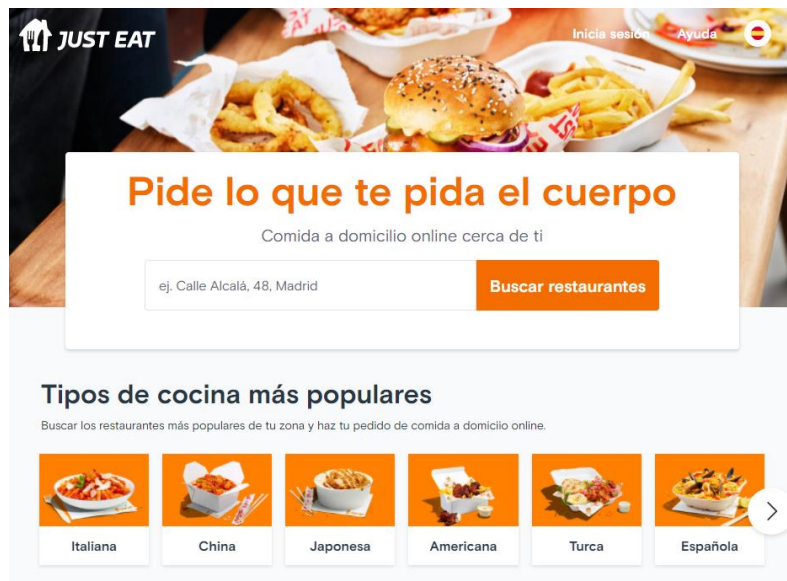 JUST EAT
Inicia sesión
Ayuda
Pide lo que te pida el cuerpo
Comida a domicilio online cerca de ti
ej. Calle Alcalá, 48, Madrid
Buscar restaurantes
Tipos de cocina más populares
Buscar los restaurantes más populares de tu zona y haz tu pedido de comida a domiciio online.
Italiana
China
Japonesa
Americana
Turca
Española